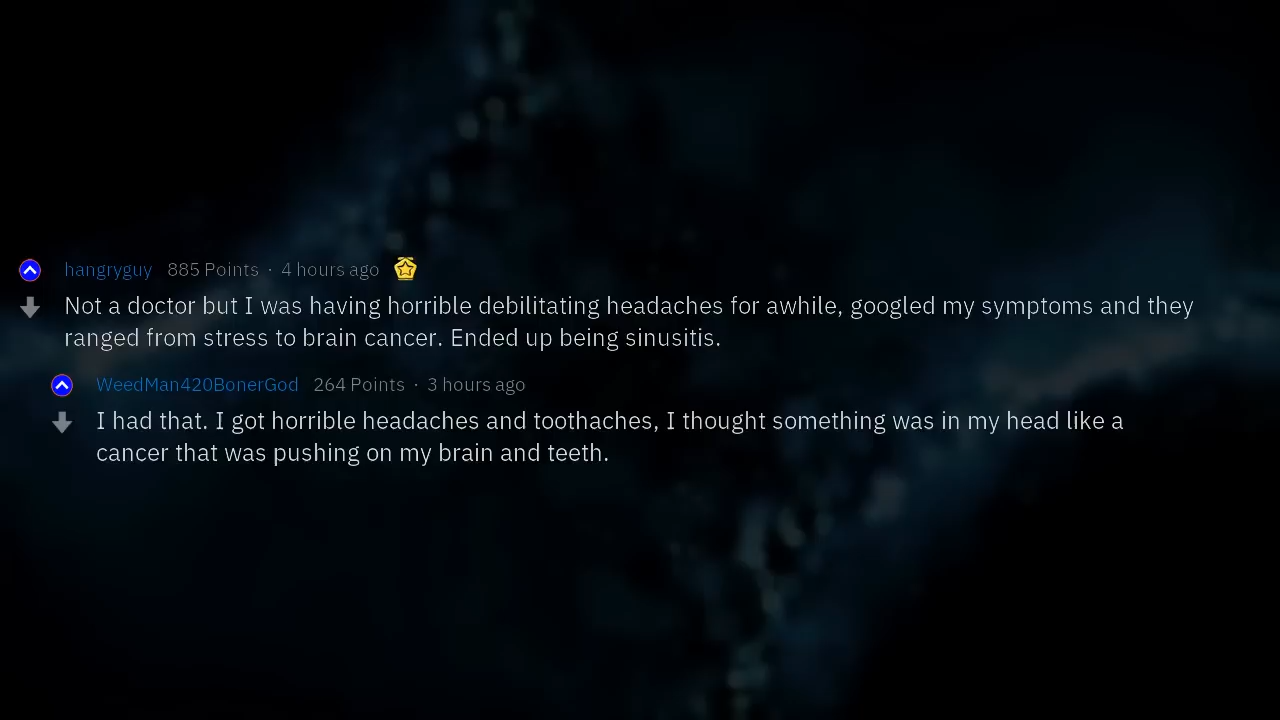 hangryguy 885 Points · 4 hours ago
Not a doctor but I was having horrible debilitating headaches for awhile, googled my symptoms and they
ranged from stress to brain cancer. Ended up being sinusitis.
WeedMan420BonerGod 264 Points · 3 hours ago
I had that. I got horrible headaches and toothaches, I thought something was in my head like a
cancer that was pushing on my brain and teeth.